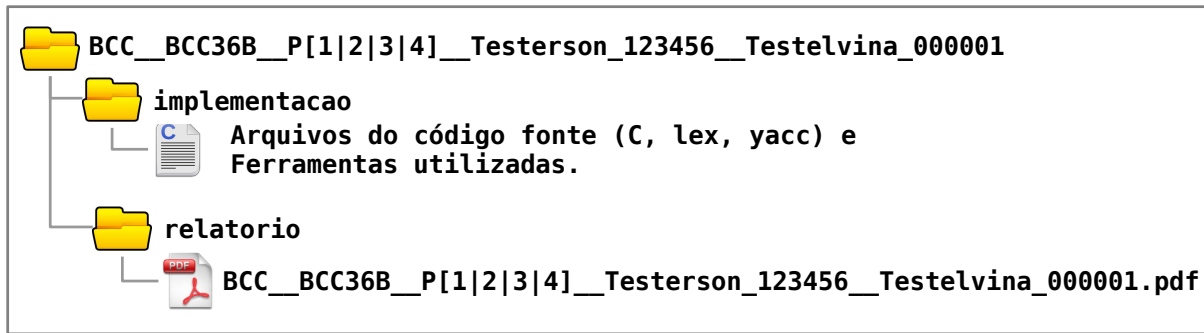 BCC__BCC36B__P[1|2|3|4]__Testerson_123456__Testelvina_000001
implementacao
C
Arquivos do código fonte (C, lex, yacc) e
Ferramentas utilizadas.
relatorio
PDF
BCC__BCC36B__P[1|2|3|4]__Testerson_123456__Testelvina_000001.pdf